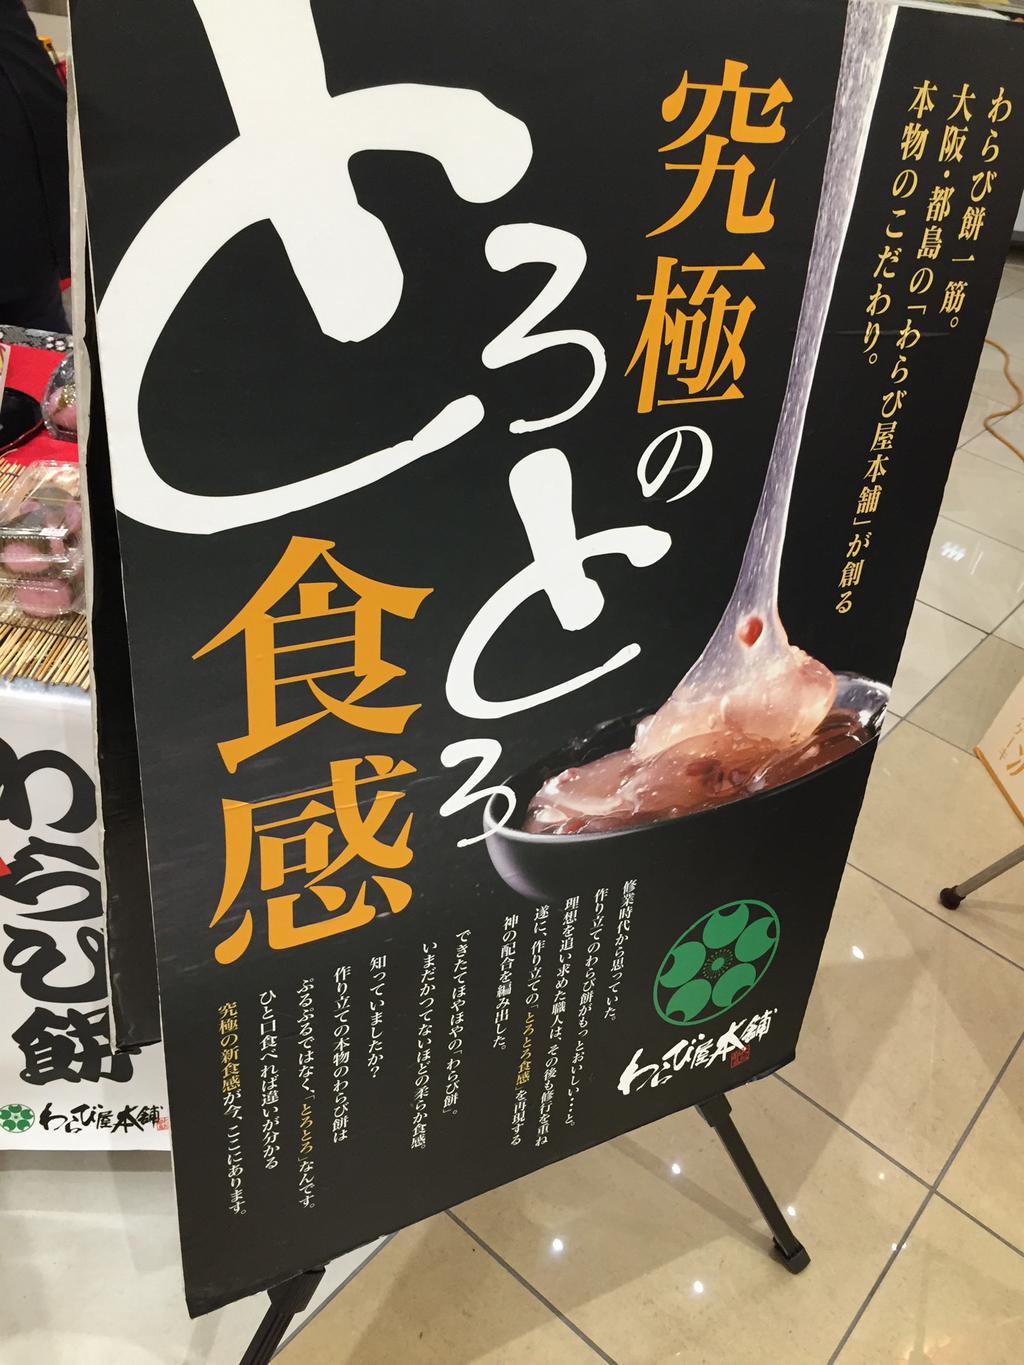 わらび餅一筋。
大阪・都島の「わらび屋本舗」が創る
本物のこだわり。
究極の
とろとろ
食感
修業時代から思っていた。
作り立てのわらび餅がもっとおいしい…と。
理想を追い求めた職人は、その後も修行を重ね
遂に、作り立ての、「とろとろ食感」を再現する
神の配合を編み出した。
できたてほやほやの「わらび餅」。
いまだかつてないほどの柔らか食感。
知っていましたか?
作り立ての本物のわらび餅は
ぷるぷるではなく、「とろとろ」なんです。
ひと口食べれば違いが分かる
究極の新食感が今、ここにあります。
わらび屋本舗
わらび餅
わらび屋本舗